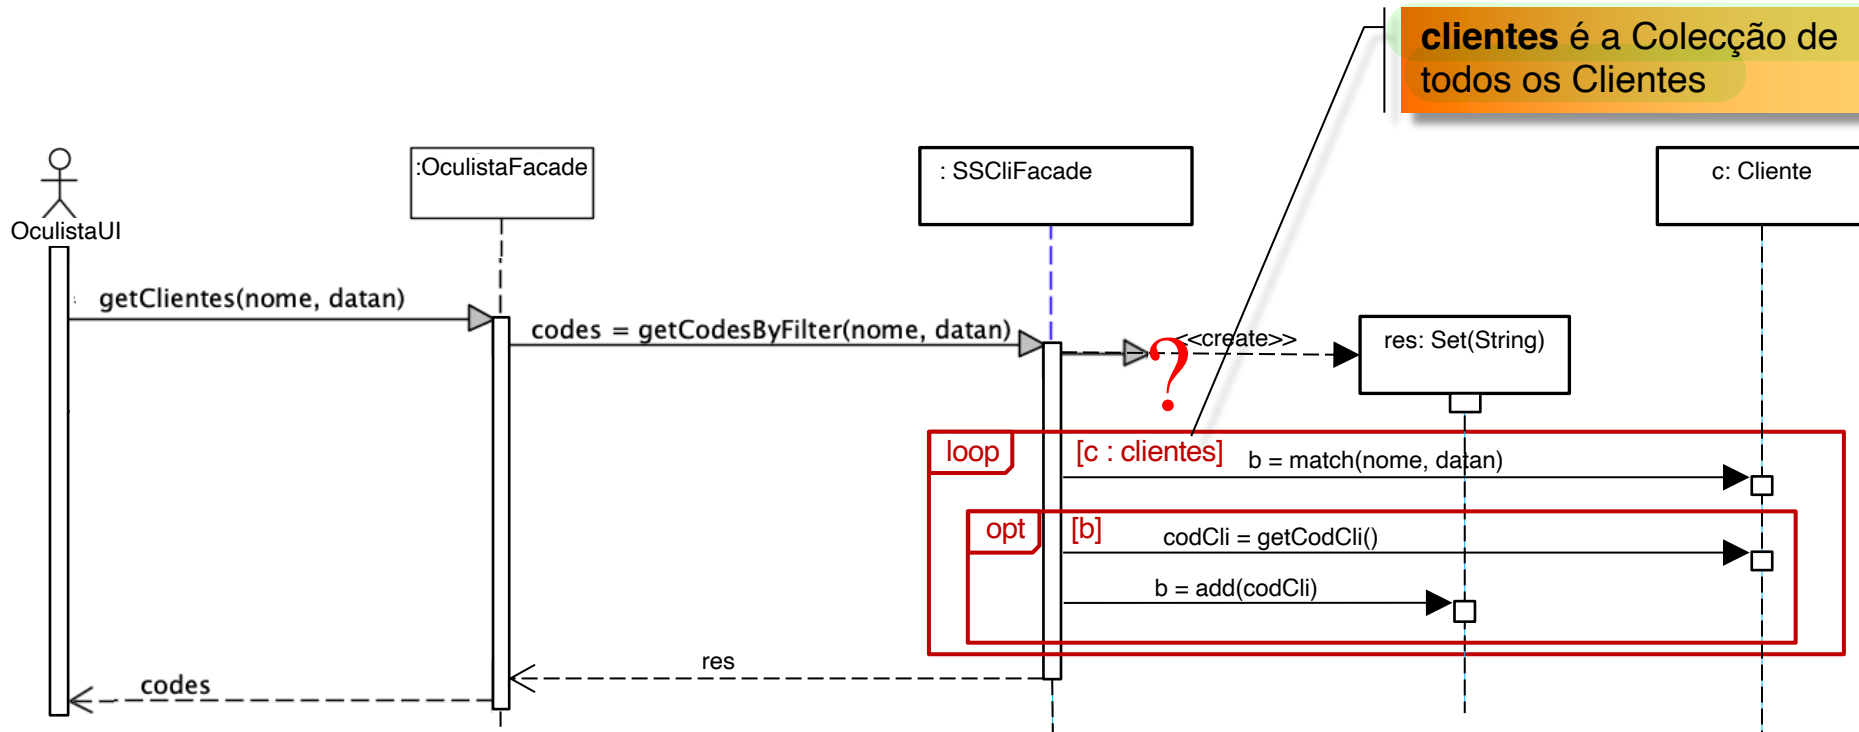 clientes é a Colecção de
todos os Clientes
:OculistaFacade
: SSCliFacade
c: Cliente
OculistaUI
getClientes(nome, datan)
codes = getCodesByFilter(nome, datan)
?
<<create>>
res: Set(String)
loop
[c : clientes]
b = match(nome, datan)
opt
[b]
codCli = getCodCli()
b = add(codCli)
res
codes